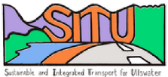 SITU
Sustainable and Integrated Transport for Ullswater